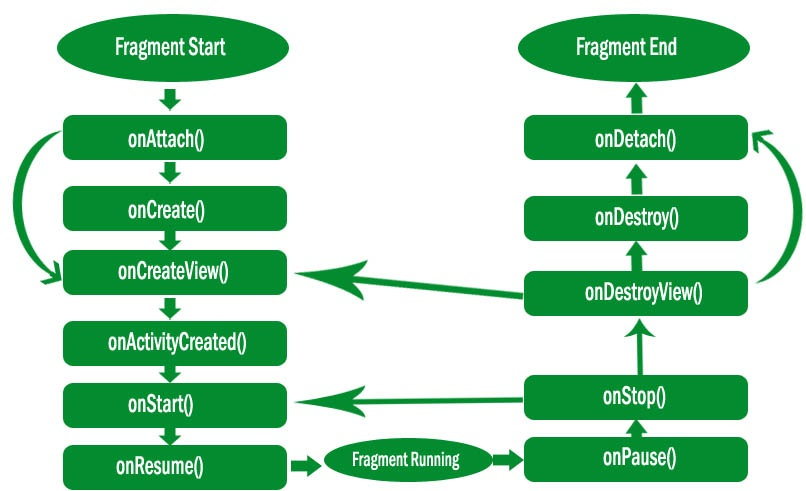 Fragment Start
onAttach()
onCreate()
onCreateView()
onActivityCreated()
onStart()
onResume()
Fragment Running
onPause()
onStop()
onDestroyView()
onDestroy()
onDetach()
Fragment End